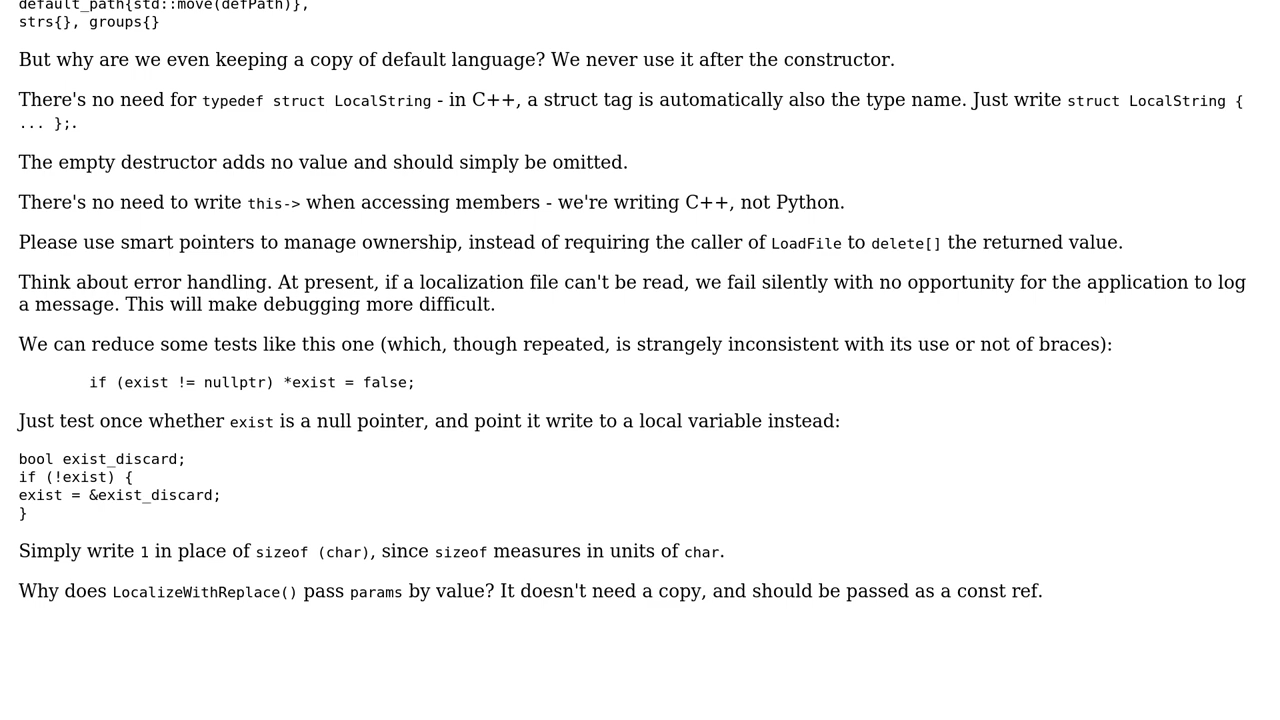 default_path{std::move(defPath)},
strs{}, groups{}
But why are we even keeping a copy of default language? We never use it after the constructor.
There's no need for typedef struct LocalString - in C++, a struct tag is automatically also the type name. Just write struct LocalString {
... };.
The empty destructor adds no value and should simply be omitted.
There's no need to write this-> when accessing members - we're writing C++, not Python.
Please use smart pointers to manage ownership, instead of requiring the caller of LoadFile to delete[] the returned value.
Think about error handling. At present, if a localization file can't be read, we fail silently with no opportunity for the application to log
a message. This will make debugging more difficult.
We can reduce some tests like this one (which, though repeated, is strangely inconsistent with its use or not of braces):
if (exist != nullptr) *exist = false;
Just test once whether exist is a null pointer, and point it write to a local variable instead:
bool exist_discard;
if (!exist) {
exist = &exist_discard;
}
Simply write 1 in place of sizeof (char), since sizeof measures in units of char.
Why does LocalizeWithReplace() pass params by value? It doesn't need a copy, and should be passed as a const ref.